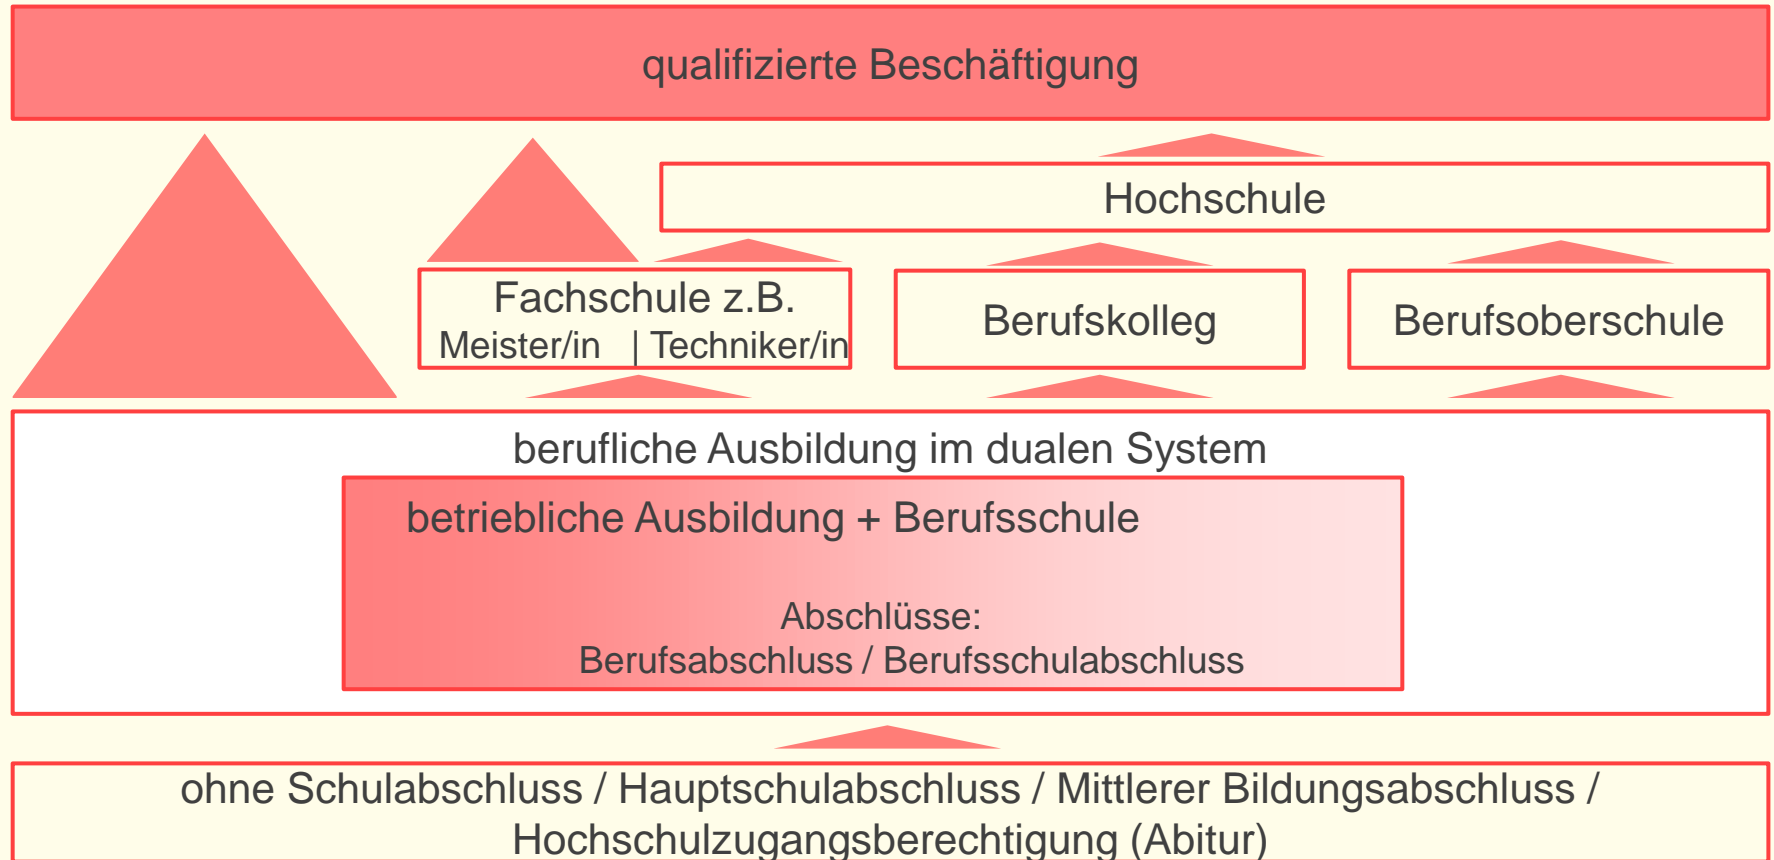 qualifizierte Beschäftigung
Hochschule
Fachschule z.B.
Meister/in | Techniker/in
Berufskolleg
Berufsoberschule
berufliche Ausbildung im dualen System
betriebliche Ausbildung + Berufsschule
Abschlüsse:
Berufsabschluss / Berufsschulabschluss
ohne Schulabschluss / Hauptschulabschluss / Mittlerer Bildungsabschluss /
Hochschulzugangsberechtigung (Abitur)